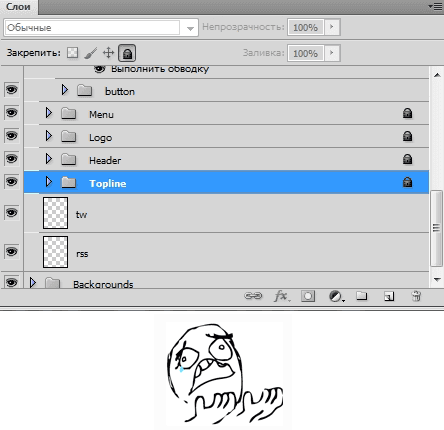 Слои
Обычные
Непрозрачность: 100%
Закрепить:
Заливка: 100%
Выполнить обводку
button
Menu
Logo
Header
Topline
tw
rss
Backgrounds
fx